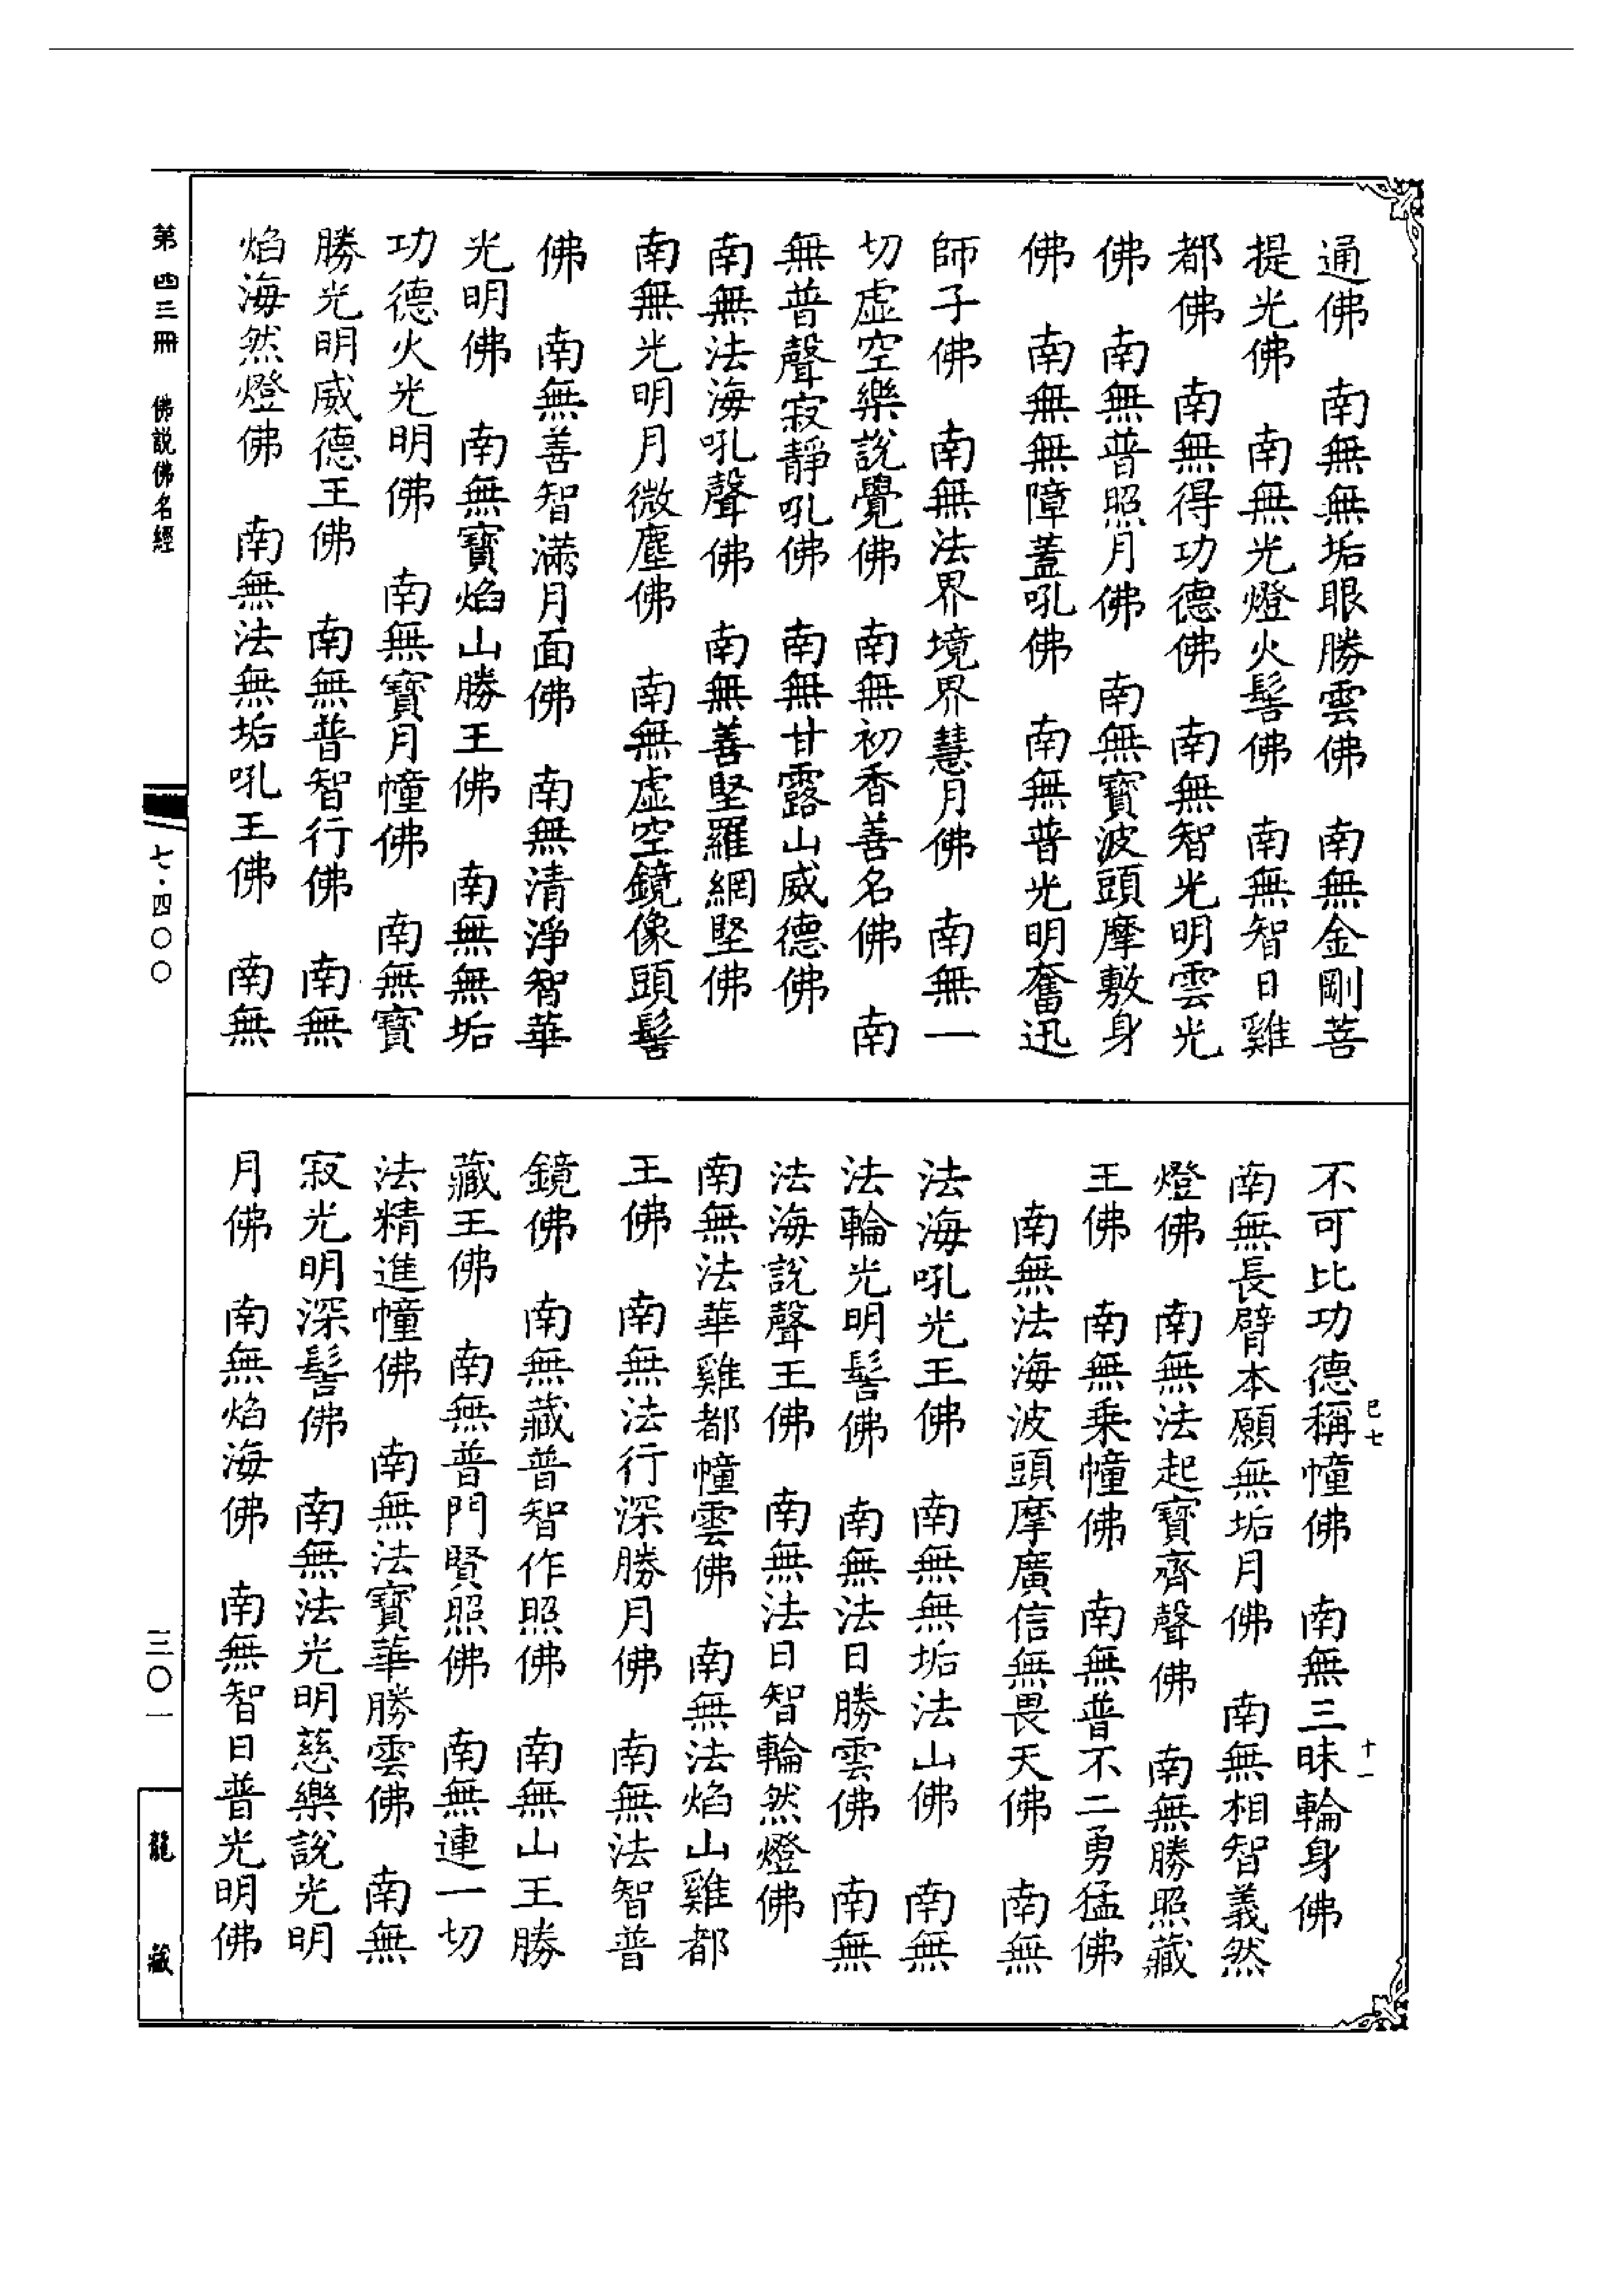 通佛　南無無垢眼勝雲佛　南無金剛菩
提光佛　南無光燈火髻佛　南無智日雞
都佛　南無得功德佛　南無智光明雲光
佛　南無普照月佛　南無寶波頭摩敷身
佛　南無無障蓋吼佛　南無普光明奮迅
師子佛　南無法界境界慧月佛　南無一
切虛空樂說覺佛　南無初香善名佛　南
無普聲寂靜吼佛　南無甘露山威德佛
南無法海吼聲佛　南無善堅羅網堅佛
南無光明月微塵佛　南無虛空鏡像頭髻
佛　南無善智滿月面佛　南無清淨智華
光明佛　南無寶焰山勝王佛　南無無垢
功德火光明佛　南無寶月幢佛　南無寶
勝光明威德王佛　南無普智行佛　南無
焰海然燈佛　南無法無垢吼王佛　南無
不可比功德稱幢佛　南無三昧輪身佛
南無長臂本願無垢月佛　南無相智義然
燈佛　南無法起寶齊聲佛　南無勝照藏
王佛　南無乘幢佛　南無普不二勇猛佛
南無法海波頭摩廣信無畏天佛　南無
法海吼光王佛　南無無垢法山佛　南無
法輪光明髻佛　南無法日勝雲佛　南無
法海說聲王佛　南無法日智輪然燈佛
南無法華雞都幢雲佛　南無法焰山雞都
王佛　南無法行深勝月佛　南無法智普
鏡佛　南無藏普智作照佛　南無山王勝
藏王佛　南無普門賢照佛　南無連一切
法精進幢佛　南無法寶華勝雲佛　南無
寂光明深髻佛　南無法光明慈樂說光明
月佛　南無焰海佛　南無智日普光明佛
巳七
十一
第四三冊　佛說佛名經
七·四〇〇
三〇一
龍藏